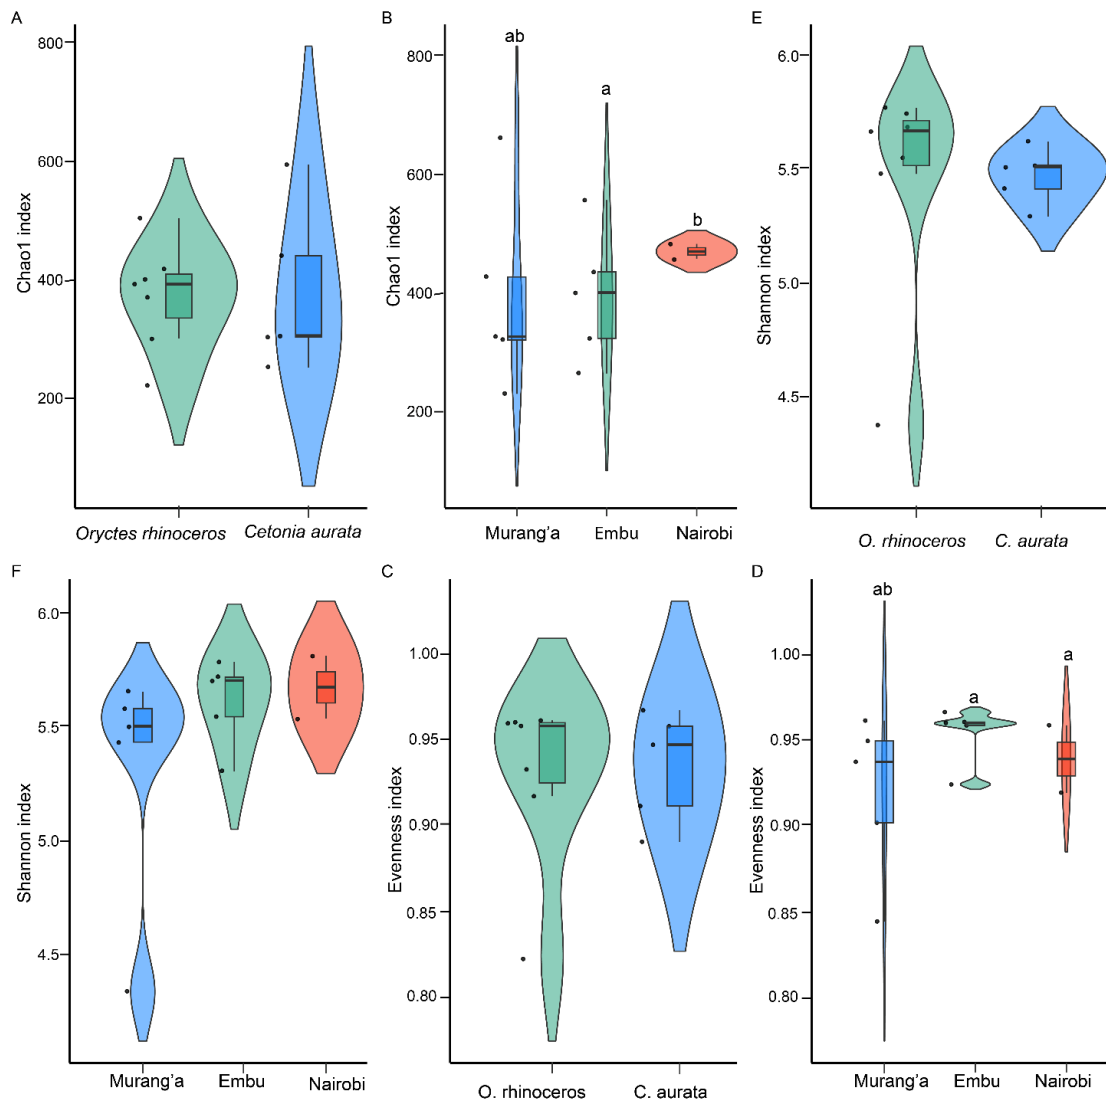 A
Chao1 index
800
600
400
200
Oryctes rhinoceros
Cetonia aurata
B
Chao1 index
800
600
400
200
ab
a
b
Murang'a
Embu
Nairobi
E
Shannon index
6.0
5.5
5.0
4.5
O. rhinoceros
C. aurata
F
Shannon index
6.0
5.5
5.0
4.5
Murang'a
Embu
Nairobi
C
Evenness index
1.00
0.95
0.90
0.85
0.80
O. rhinoceros
C. aurata
D
Evenness index
1.00
0.95
0.90
0.85
0.80
ab
a
a
Murang'a
Embu
Nairobi